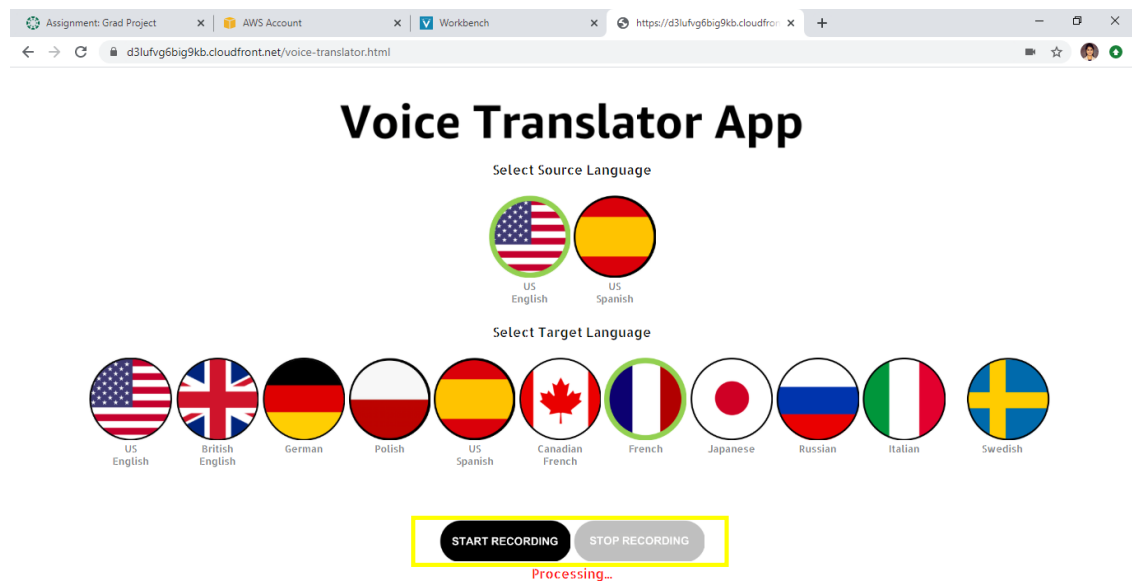 Assignment: Grad Project
AWS Account
Workbench
https://d3lufvg6big9kb.cloudfron
d3lufvg6big9kb.cloudfront.net/voice-translator.html
Voice Translator App
Select Source Language
US English
US Spanish
Select Target Language
US English
British English
German
Polish
US Spanish
Canadian French
French
Japanese
Russian
Italian
Swedish
START RECORDING
STOP RECORDING
Processing...